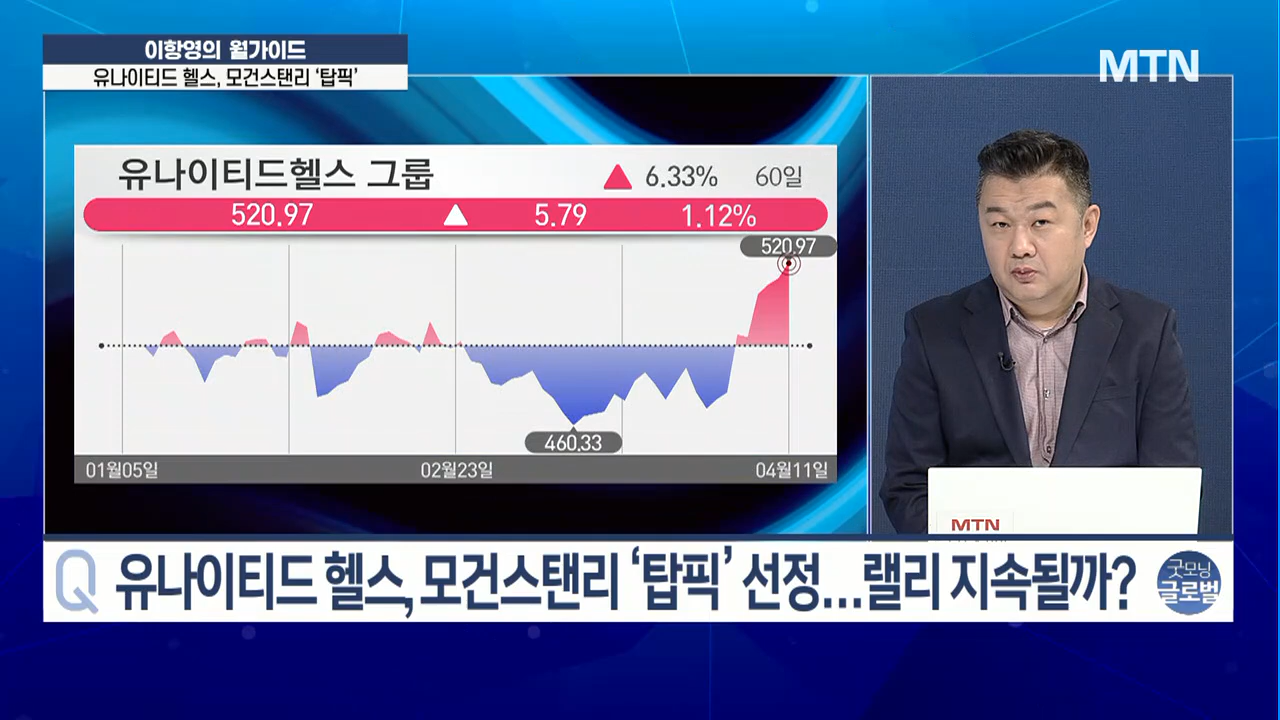 이항영의 월가이드
유나이티드 헬스, 모건스탠리 ‘탑픽’
MTN
유나이티드헬스 그룹 ▲ 6.33% 60일
520.97 ▲ 5.79 1.12%
520.97
460.33
01월05일 02월23일 04월11일
MTN
Q 유나이티드 헬스, 모건스탠리 ‘탑픽’ 선정...랠리 지속될까?
굿모닝
글로벌